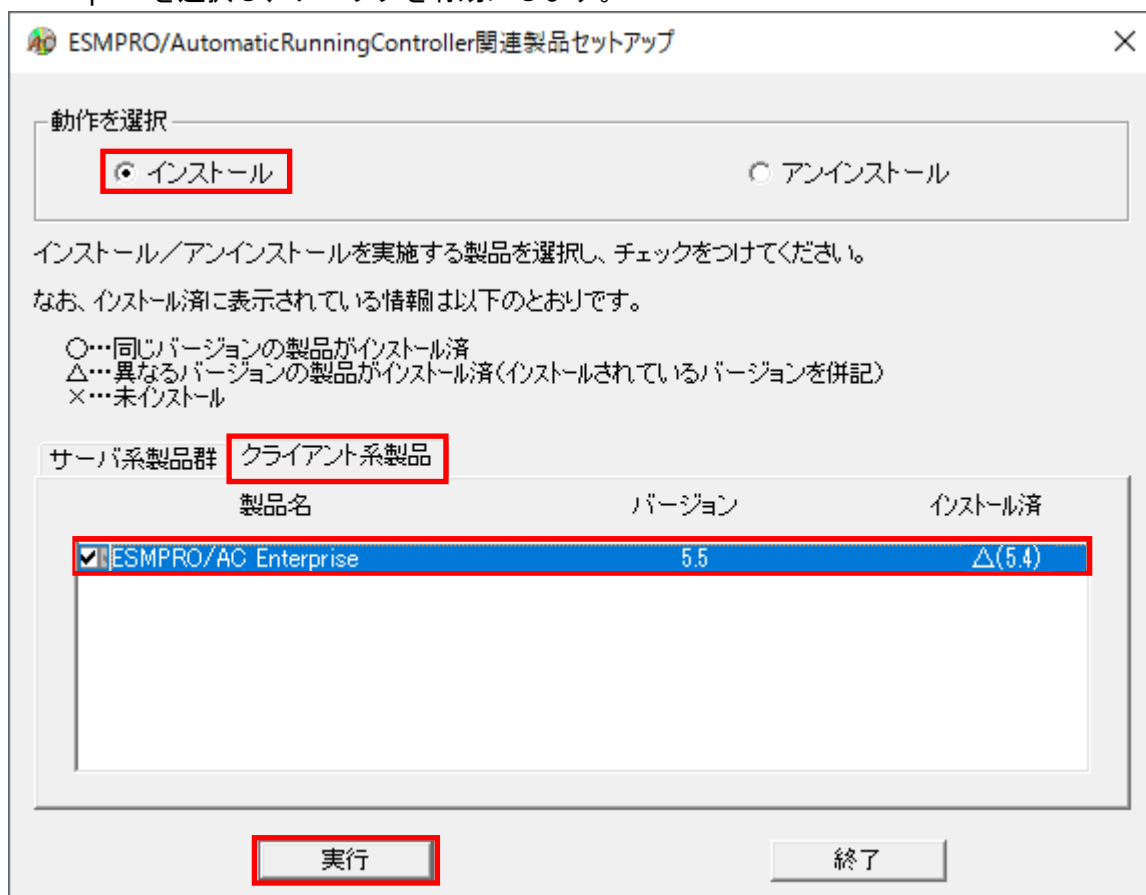 ESMPRO/AutomaticRunningController関連製品セットアップ
動作を選択
インストール
アンインストール
インストール／アンインストールを実施する製品を選択し、チェックをつけてください。
なお、インストール済に表示されている情報は以下のとおりです。
○…同じバージョンの製品がインストール済
△…異なるバージョンの製品がインストール済(インストールされているバージョンを併記)
×…未インストール
サーバ系製品群 クライアント系製品
製品名 バージョン インストール済
ESMPRO/AC Enterprise 5.5 △(5.4)
実行 終了